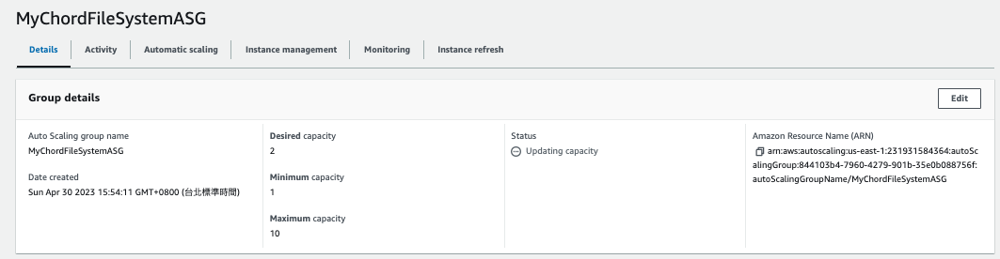 MyChordFileSystemASG
Details
Activity
Automatic scaling
Instance management
Monitoring
Instance refresh
Group details
Edit
Auto Scaling group name
MyChordFileSystemASG
Date created
Sun Apr 30 2023 15:54:11 GMT+0800 (台北標準時間)
Desired capacity
2
Minimum capacity
1
Maximum capacity
10
Status
Updating capacity
Amazon Resource Name (ARN)
arn:aws:autoscaling:us-east-1:231931584364:autoSc
alingGroup:844103b4-7960-4279-901b-35e0b088756f:
autoScalingGroupName/MyChordFileSystemASG